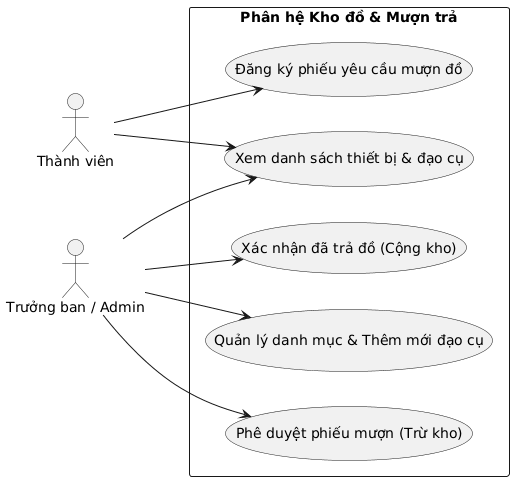 Phân hệ Kho đồ & Mượn trả
Đăng ký phiếu yêu cầu mượn đồ
Thành viên
Xem danh sách thiết bị & đạo cụ
Xác nhận đã trả đồ (Cộng kho)
Trưởng ban / Admin
Quản lý danh mục & Thêm mới đạo cụ
Phê duyệt phiếu mượn (Trừ kho)